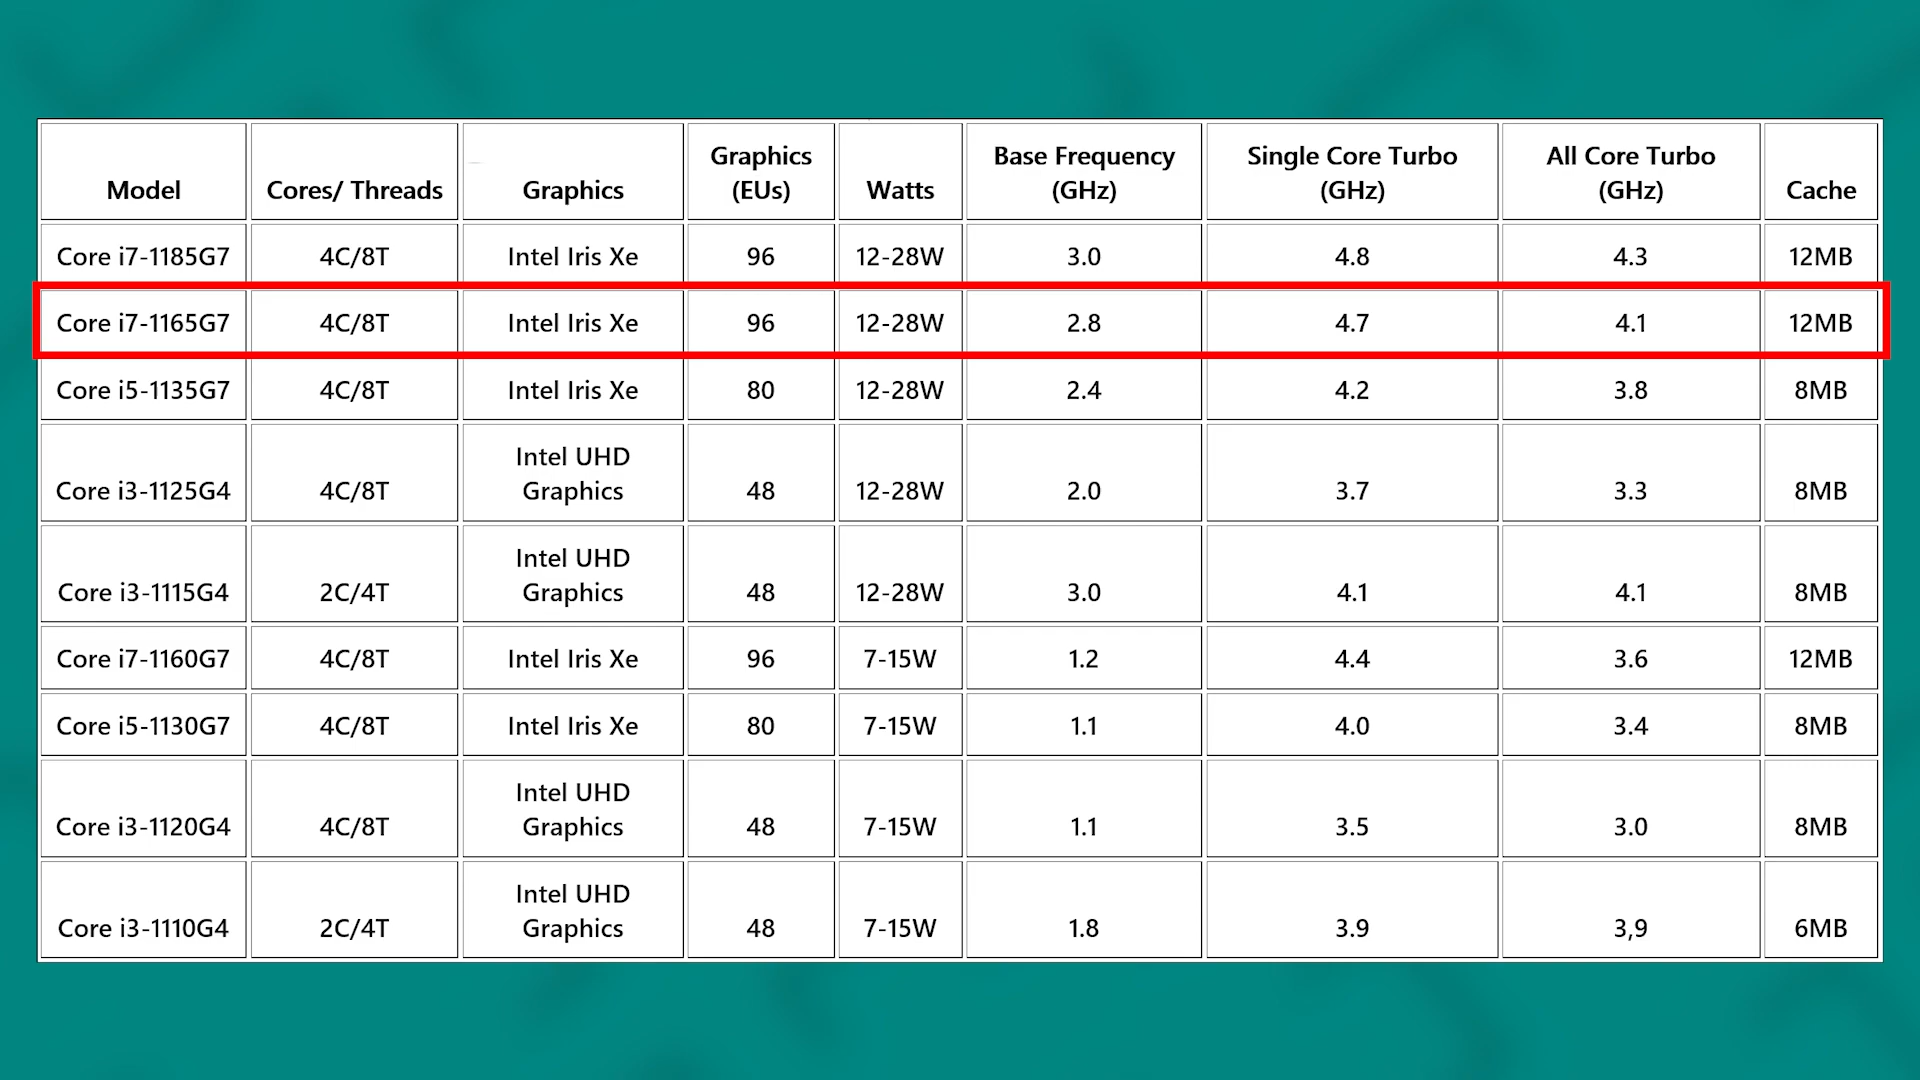 Model Cores/ Threads Graphics Graphics (EUs) Watts Base Frequency (GHz) Single Core Turbo (GHz) All Core Turbo (GHz) Cache
Core i7-1185G7 4C/8T Intel Iris Xe 96 12-28W 3.0 4.8 4.3 12MB
Core i7-1165G7 4C/8T Intel Iris Xe 96 12-28W 2.8 4.7 4.1 12MB
Core i5-1135G7 4C/8T Intel Iris Xe 80 12-28W 2.4 4.2 3.8 8MB
Core i3-1125G4 4C/8T Intel UHD Graphics 48 12-28W 2.0 3.7 3.3 8MB
Core i3-1115G4 2C/4T Intel UHD Graphics 48 12-28W 3.0 4.1 4.1 8MB
Core i7-1160G7 4C/8T Intel Iris Xe 96 7-15W 1.2 4.4 3.6 12MB
Core i5-1130G7 4C/8T Intel Iris Xe 80 7-15W 1.1 4.0 3.4 8MB
Core i3-1120G4 4C/8T Intel UHD Graphics 48 7-15W 1.1 3.5 3.0 8MB
Core i3-1110G4 2C/4T Intel UHD Graphics 48 7-15W 1.8 3.9 3,9 6MB